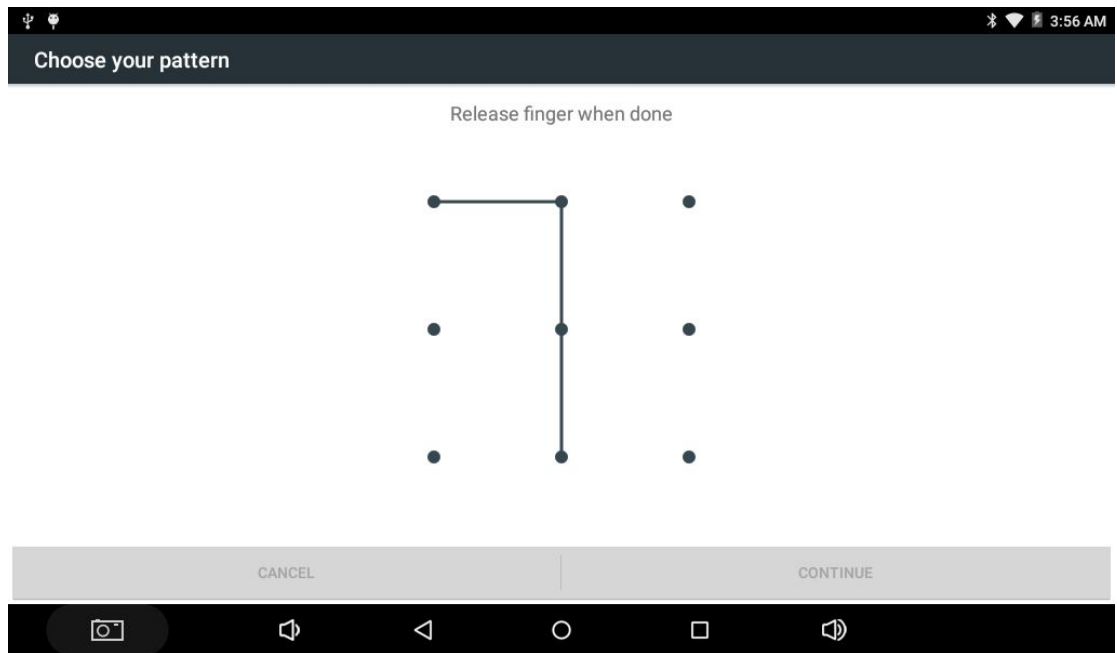 3:56 AM
Choose your pattern
Release finger when done
CANCEL
CONTINUE